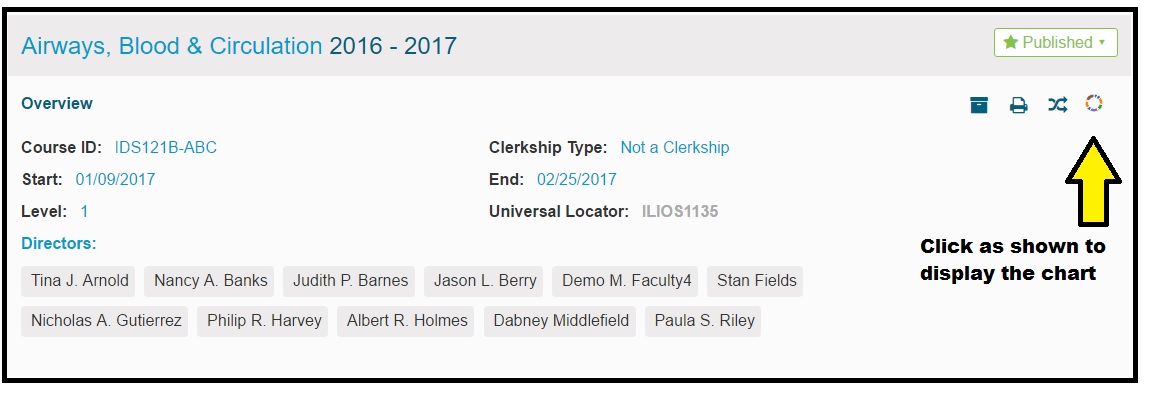 Airways, Blood & Circulation 2016 - 2017
Published
Overview
Course ID: IDS121B-ABC
Clerkship Type: Not a Clerkship
Start: 01/09/2017
End: 02/25/2017
Level: 1
Universal Locator: ILIOS1135
Directors:
Click as shown to
display the chart
Tina J. Arnold Nancy A. Banks Judith P. Barnes Jason L. Berry Demo M. Faculty4 Stan Fields
Nicholas A. Gutierrez Philip R. Harvey Albert R. Holmes Dabney Middlefield Paula S. Riley